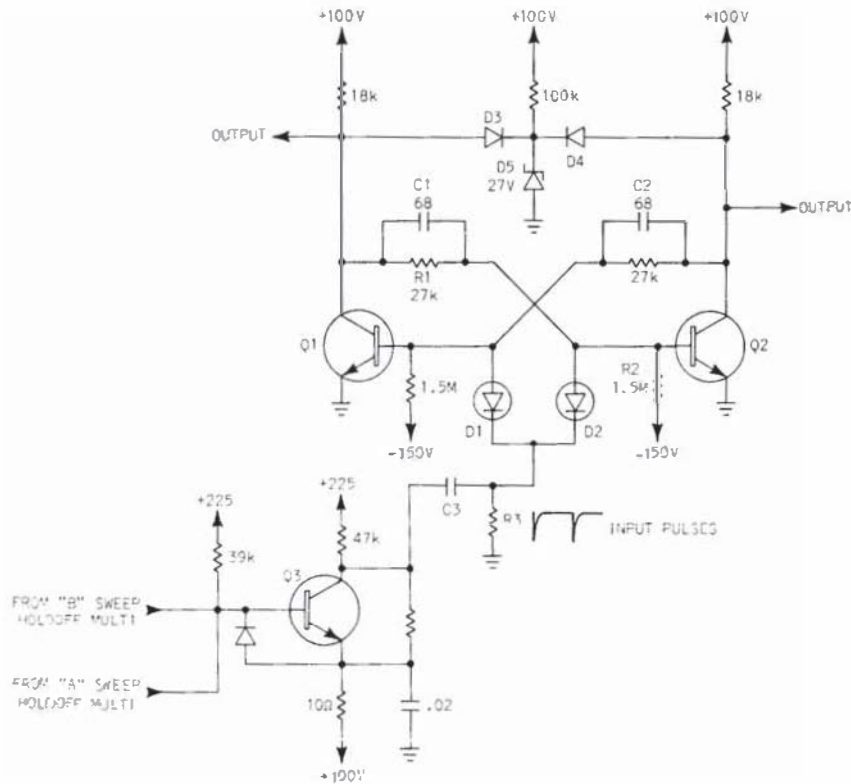 +100V +100V +100V
18k 100k 18k
D3
OUTPUT
D4
D5
27V
C1
68
C2
68
OUTPUT
R1
27k
27k
Q1
Q2
1.5M
R2
1.5M
D1 D2
-150V -150V
C3
R3
INPUT PULSES
+225 +225
39k
47k
Q3
FROM "B" SWEEP
HOLDOFF MULTI
FROM "A" SWEEP
HOLDOFF MULTI
10Ω
.02
+190V